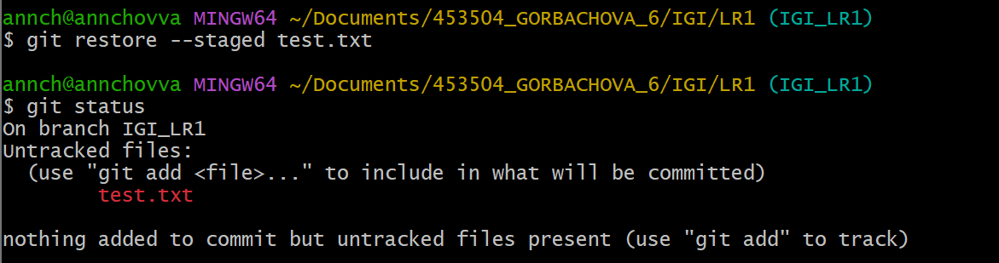 annch@annchovva MINGW64 ~/Documents/453504_GORBACHOVA_6/IGI/LR1 (IGI_LR1)
$ git restore --staged test.txt

annch@annchovva MINGW64 ~/Documents/453504_GORBACHOVA_6/IGI/LR1 (IGI_LR1)
$ git status
On branch IGI_LR1
Untracked files:
  (use "git add <file>..." to include in what will be committed)
        test.txt

nothing added to commit but untracked files present (use "git add" to track)